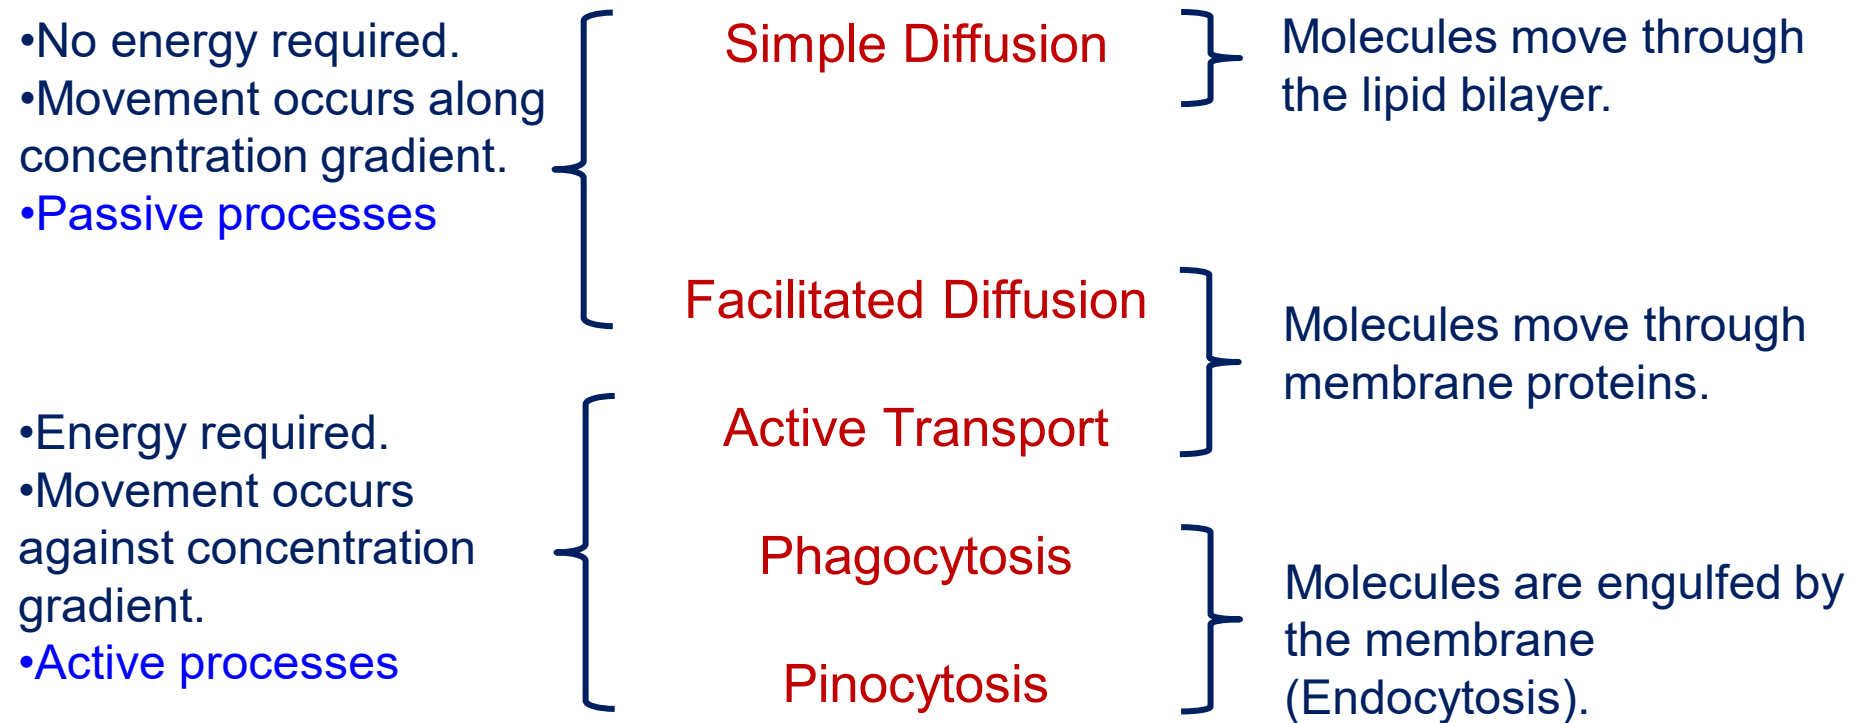 •No energy required.
•Movement occurs along
concentration gradient.
•Passive processes
•Energy required.
•Movement occurs
against concentration
gradient.
•Active processes
Simple Diffusion
Facilitated Diffusion
Active Transport
Phagocytosis
Pinocytosis
Molecules move through
the lipid bilayer.
Molecules move through
membrane proteins.
Molecules are engulfed by
the membrane
(Endocytosis).